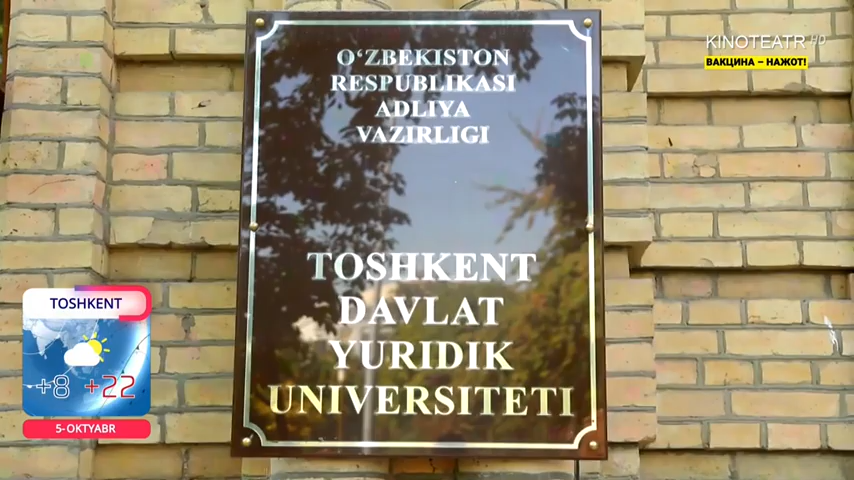 O‘ZBEKISTON
RESPUBLIKASI
ADLIYA
VAZIRLIGI
TOSHKENT
DAVLAT
YURIDIK
UNIVERSITETI
KINOTEATR HD
ВАКЦИНА – НАЖОТ!
TOSHKENT
+8 +22
5-OKTYABR